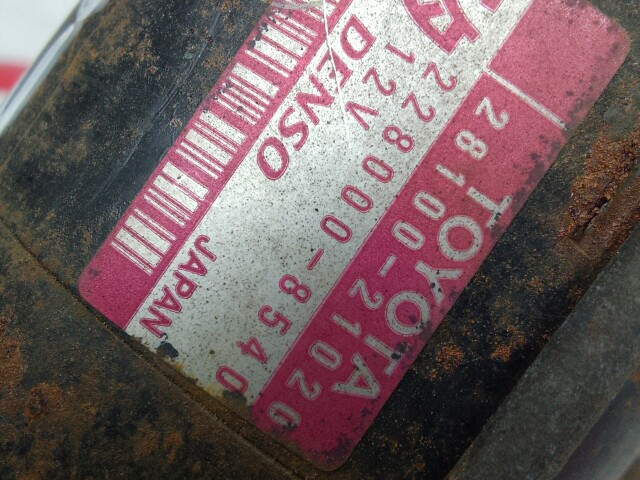 TOYOTA
28100-21020
228000-8540
12V
DENSO
JAPAN